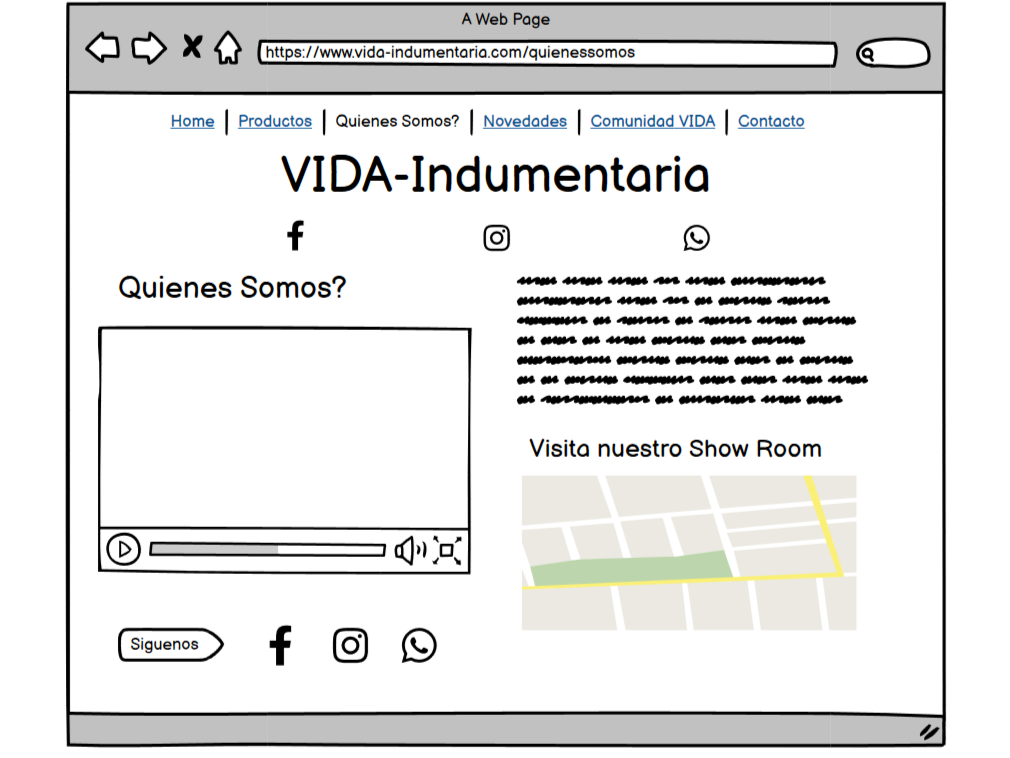 A Web Page
https://www.vida-indumentaria.com/quienessomos
Home | Productos | Quienes Somos? | Novedades | Comunidad VIDA | Contacto
VIDA-Indumentaria
Quienes Somos?
Visita nuestro Show Room
Siguenos